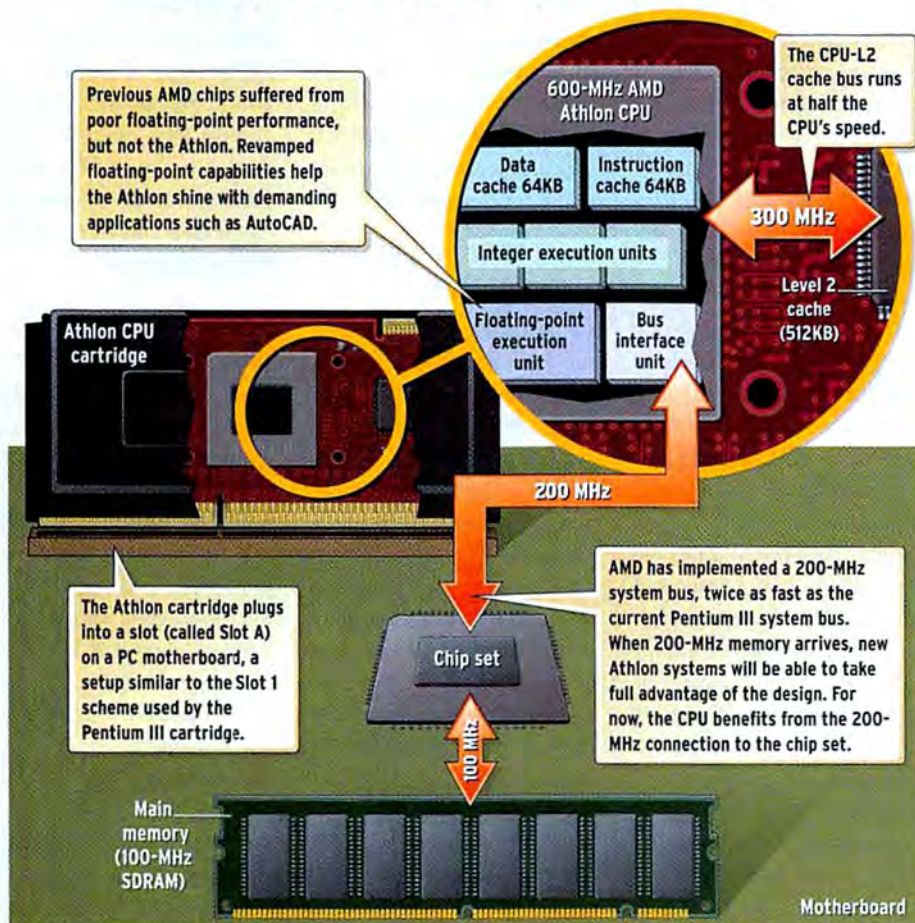 Previous AMD chips suffered from
poor floating-point performance,
but not the Athlon. Revamped
floating-point capabilities help
the Athlon shine with demanding
applications such as AutoCAD.
600-MHz AMD
Athlon CPU
The CPU-L2
cache bus runs
at half the
CPU's speed.
Data
cache 64KB
Instruction
cache 64KB
300 MHz
Integer execution units
Level 2
cache
(512KB)
Floating-point
execution
unit
Bus
interface
unit
Athlon CPU
cartridge
200 MHz
The Athlon cartridge plugs
into a slot (called Slot A)
on a PC motherboard, a
setup similar to the Slot 1
scheme used by the
Pentium III cartridge.
Chip set
AMD has implemented a 200-MHz
system bus, twice as fast as the
current Pentium III system bus.
When 200-MHz memory arrives, new
Athlon systems will be able to take
full advantage of the design. For
now, the CPU benefits from the 200-
MHz connection to the chip set.
100 MHz
Main
memory
(100-MHz
SDRAM)
Motherboard